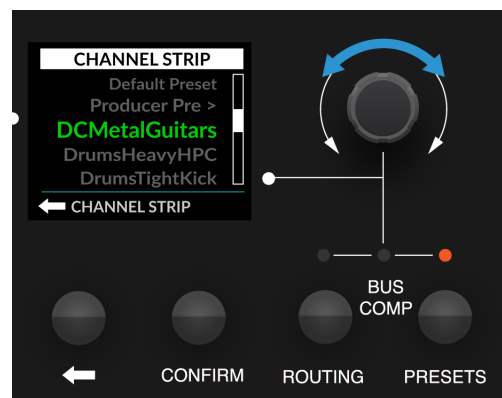 CHANNEL STRIP
Default Preset
Producer Pre >
DCMetalGuitars
DrumsHeavyHPC
DrumsTightKick
CHANNEL STRIP
BUS
COMP
CONFIRM
ROUTING
PRESETS